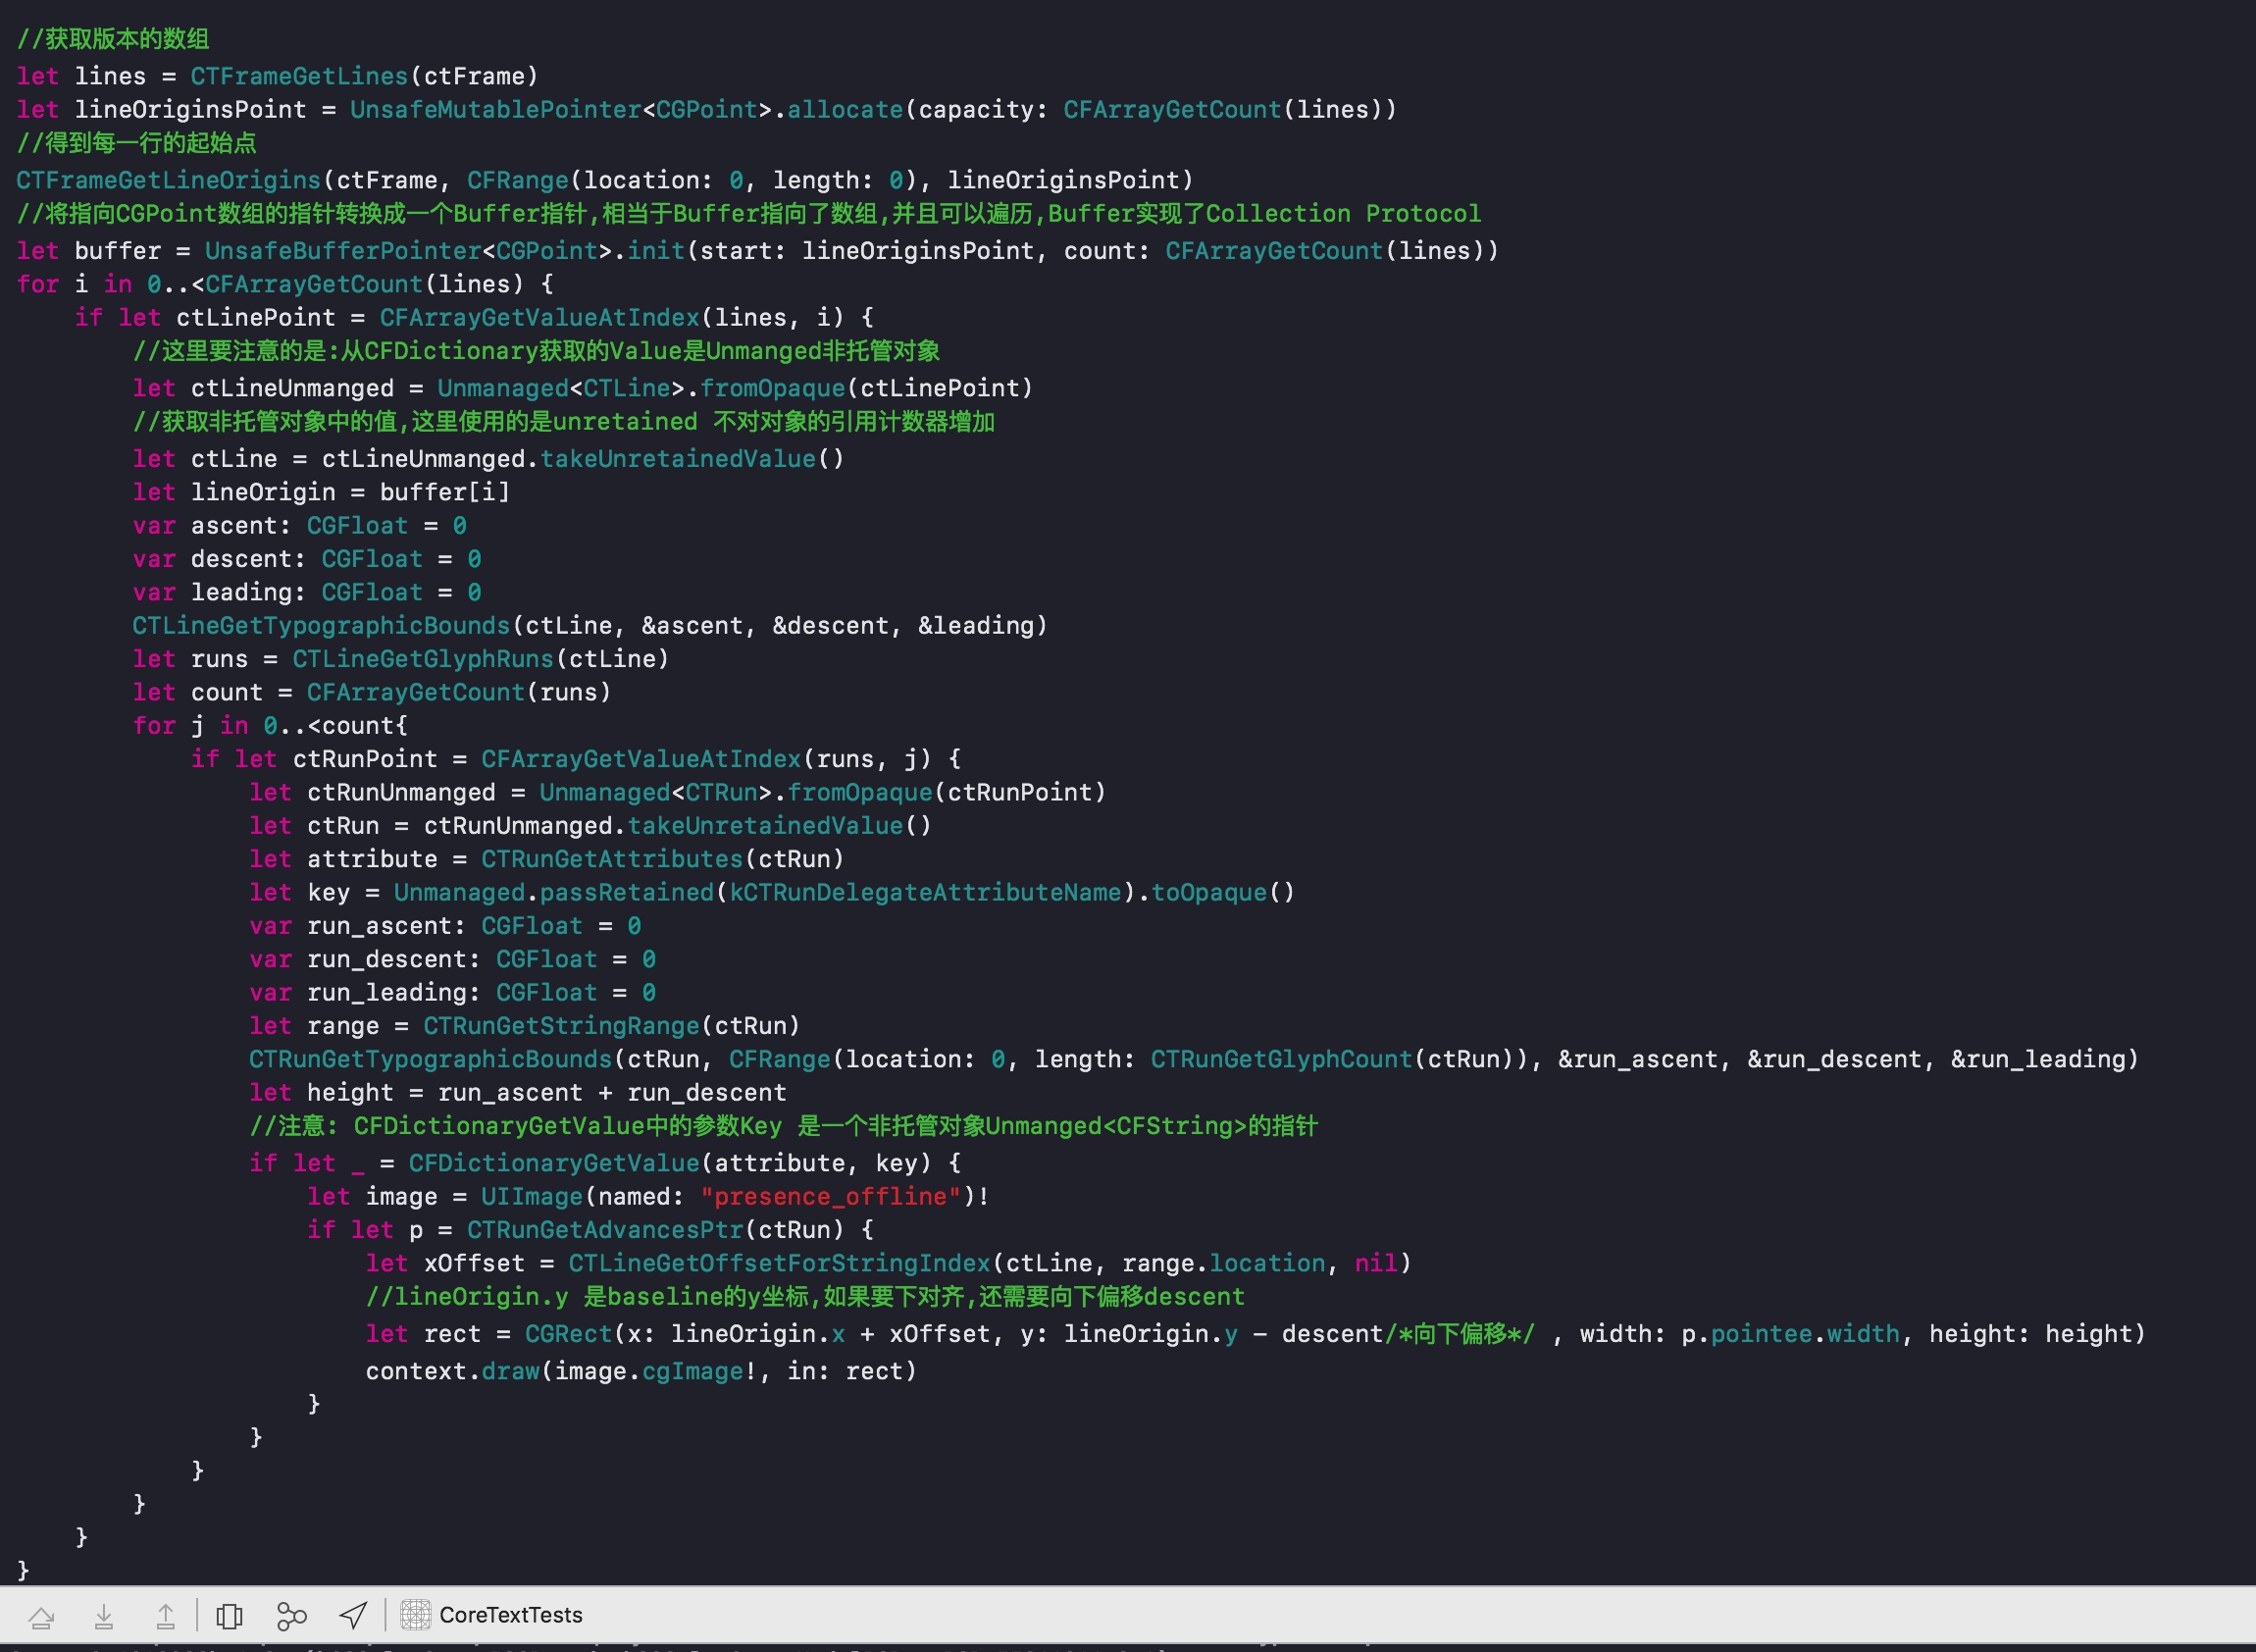 //获取版本的数组
let lines = CTFrameGetLines(ctFrame)
let lineOriginsPoint = UnsafeMutablePointer<CGPoint>.allocate(capacity: CFArrayGetCount(lines))
//得到每一行的起始点
CTFrameGetLineOrigins(ctFrame, CFRange(location: 0, length: 0), lineOriginsPoint)
//将指向CGPoint数组的指针转换成一个Buffer指针,相当于Buffer指向了数组,并且可以遍历,Buffer实现了Collection Protocol
let buffer = UnsafeBufferPointer<CGPoint>.init(start: lineOriginsPoint, count: CFArrayGetCount(lines))
for i in 0..<CFArrayGetCount(lines) {
    if let ctLinePoint = CFArrayGetValueAtIndex(lines, i) {
        //这里要注意的是:从CFDictionary获取的Value是Unmanged非托管对象
        let ctLineUnmanged = Unmanaged<CTLine>.fromOpaque(ctLinePoint)
        //获取非托管对象中的值,这里使用的是unretained 不对对象的引用计数器增加
        let ctLine = ctLineUnmanged.takeUnretainedValue()
        let lineOrigin = buffer[i]
        var ascent: CGFloat = 0
        var descent: CGFloat = 0
        var leading: CGFloat = 0
        CTLineGetTypographicBounds(ctLine, &ascent, &descent, &leading)
        let runs = CTLineGetGlyphRuns(ctLine)
        let count = CFArrayGetCount(runs)
        for j in 0..<count{
            if let ctRunPoint = CFArrayGetValueAtIndex(runs, j) {
                let ctRunUnmanged = Unmanaged<CTRun>.fromOpaque(ctRunPoint)
                let ctRun = ctRunUnmanged.takeUnretainedValue()
                let attribute = CTRunGetAttributes(ctRun)
                let key = Unmanaged.passRetained(kCTRunDelegateAttributeName).toOpaque()
                var run_ascent: CGFloat = 0
                var run_descent: CGFloat = 0
                var run_leading: CGFloat = 0
                let range = CTRunGetStringRange(ctRun)
                CTRunGetTypographicBounds(ctRun, CFRange(location: 0, length: CTRunGetGlyphCount(ctRun)), &run_ascent, &run_descent, &run_leading)
                let height = run_ascent + run_descent
                //注意: CFDictionaryGetValue中的参数Key 是一个非托管对象Unmanged<CFString>的指针
                if let _ = CFDictionaryGetValue(attribute, key) {
                    let image = UIImage(named: "presence_offline")!
                    if let p = CTRunGetAdvancesPtr(ctRun) {
                        let xOffset = CTLineGetOffsetForStringIndex(ctLine, range.location, nil)
                        //lineOrigin.y 是baseline的y坐标,如果要下对齐,还需要向下偏移descent
                        let rect = CGRect(x: lineOrigin.x + xOffset, y: lineOrigin.y - descent/*向下偏移*/ , width: p.pointee.width, height: height)
                        context.draw(image.cgImage!, in: rect)
                    }
                }
            }
        }
    }
}
CoreTextTests